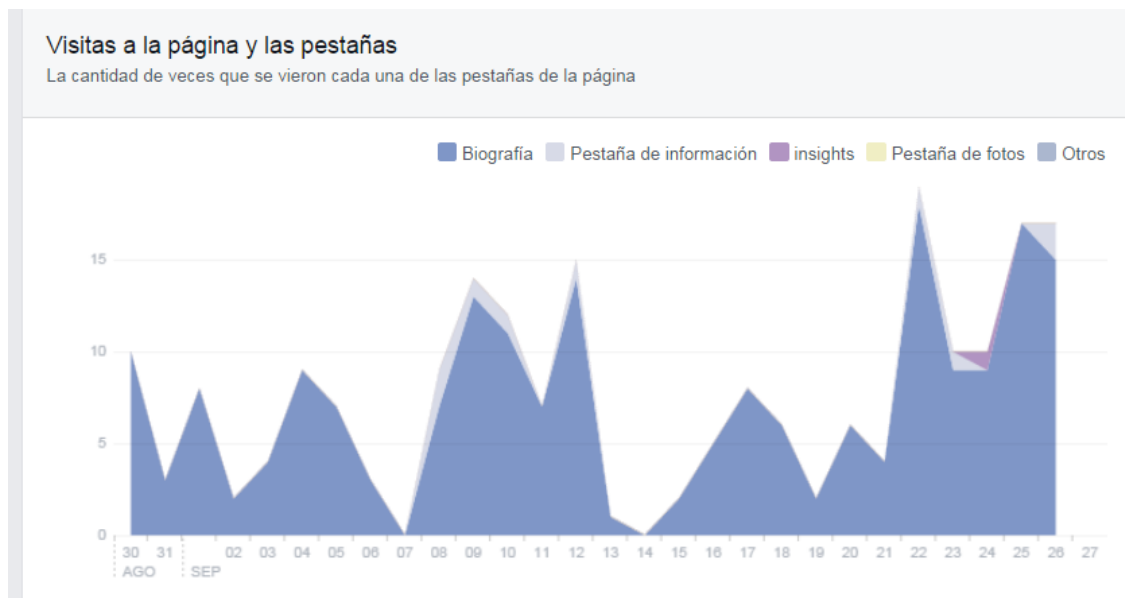 Visitas a la página y las pestañas
La cantidad de veces que se vieron cada una de las pestañas de la página
Biografía Pestaña de información insights Pestaña de fotos Otros
15
10
5
0
30 31 02 03 04 05 06 07 08 09 10 11 12 13 14 15 16 17 18 19 20 21 22 23 24 25 26 27
AGO SEP